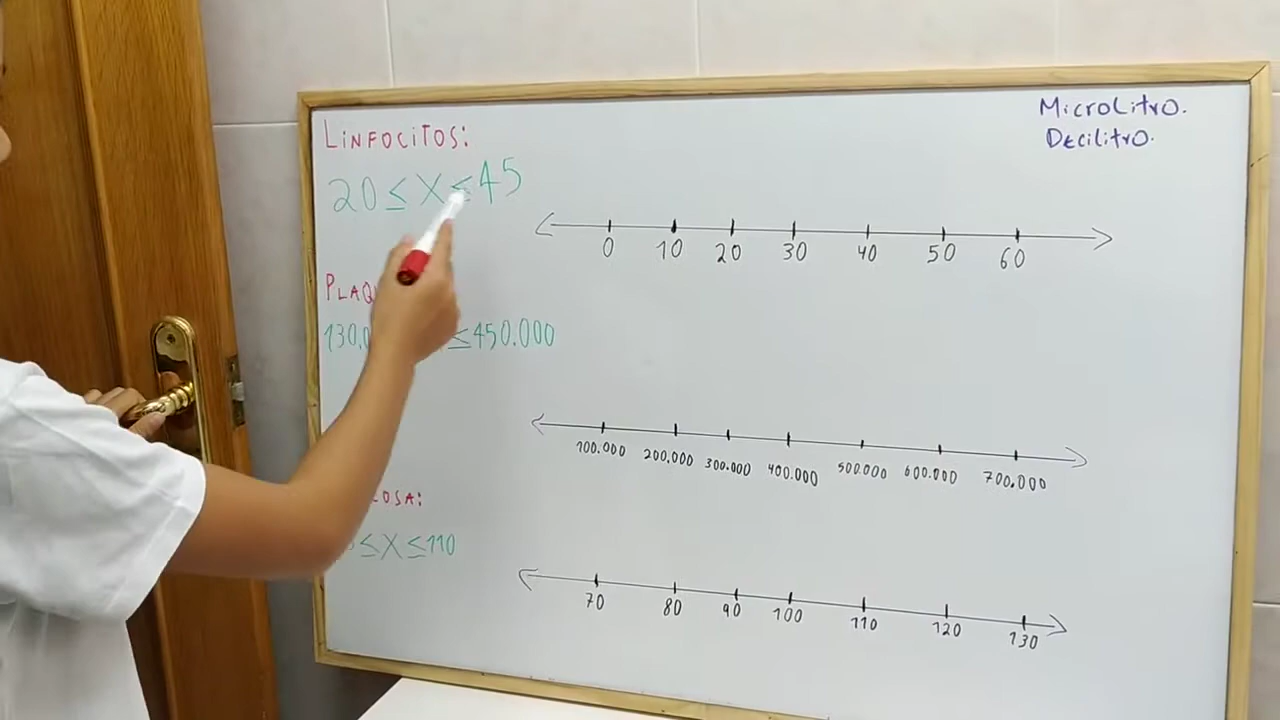 LINFOCITOS:
20 ≤ X ≤ 45
MicroLitro.
Decilitro.
0 10 20 30 40 50 60
≤450.000
100.000 200.000 300.000 400.000 500.000 600.000 700.000
≤X≤110
70 80 90 100 110 120 130